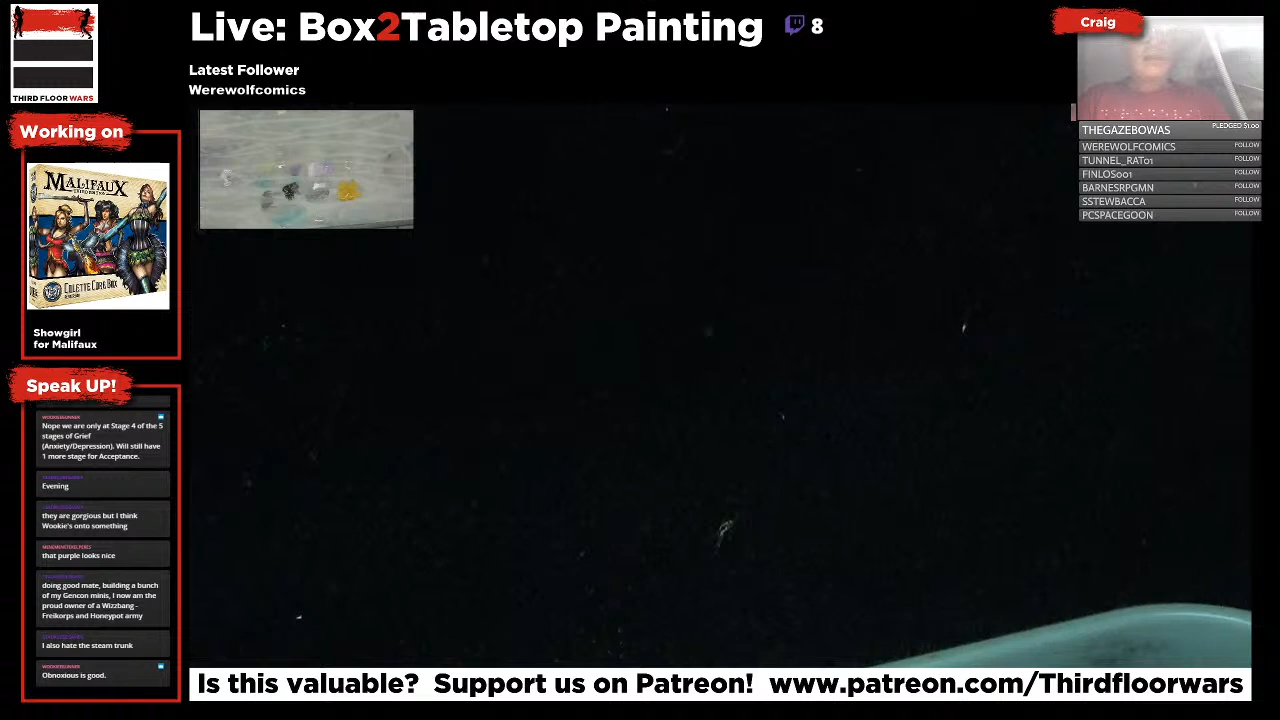 Live: Box2Tabletop Painting 8
Craig
Latest Follower
Werewolfcomics
THIRD FLOOR WARS
Working on
MALIFAUX
THIRD EDITION
COLETTE CORE BOX
Showgirl
for Malifaux
THEGAZEBOWAS PLEDGED $1.00
WEREWOLFCOMICS FOLLOW
TUNNEL_RAT01 FOLLOW
FINLOS001 FOLLOW
BARNESRPGMN FOLLOW
SSTEWBACCA FOLLOW
PCSPACEGOON FOLLOW
Speak UP!
Nope we are only at Stage 4 of the 5
stages of Grief
(Anxiety/Depression). Will still have
1 more stage for Acceptance.
Evening
they are gorgious but I think
Wookie's onto something
that purple looks nice
doing good mate, building a bunch
of my Gencon minis, I now am the
proud owner of a Wizzbang -
Freikorps and Honeypot army
I also hate the steam trunk
Obnoxious is good.
Is this valuable? Support us on Patreon! www.patreon.com/Thirdfloorwars